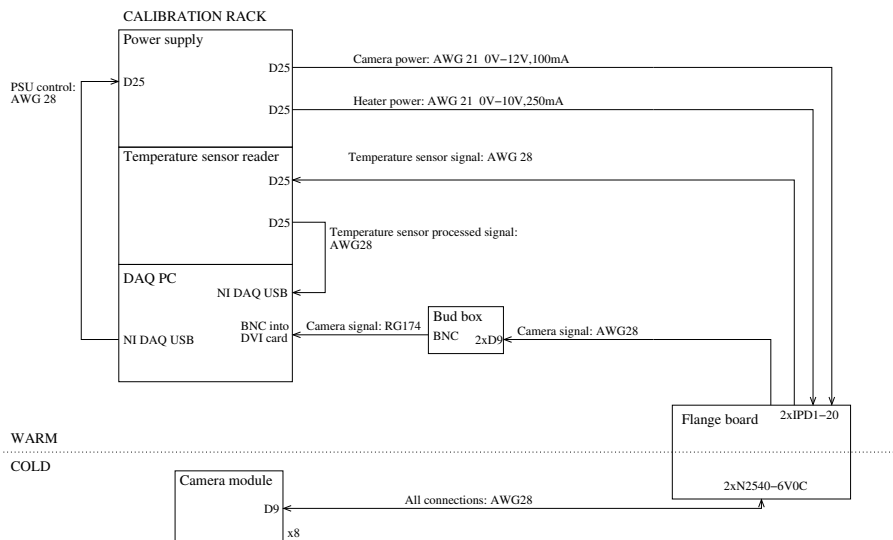 CALIBRATION RACK
Power supply
D25
Camera power: AWG 21  0V−12V,100mA
PSU control:
AWG 28
D25
D25
Heater power: AWG 21  0V−10V,250mA
Temperature sensor reader
Temperature sensor signal: AWG 28
D25
D25
Temperature sensor processed signal:
AWG28
DAQ PC
NI DAQ USB
NI DAQ USB
BNC into
DVI card
Camera signal: RG174
Bud box
BNC
2xD9
Camera signal: AWG28
Flange board
2xIPD1−20
WARM
COLD
2xN2540−6V0C
Camera module
D9
All connections: AWG28
x8